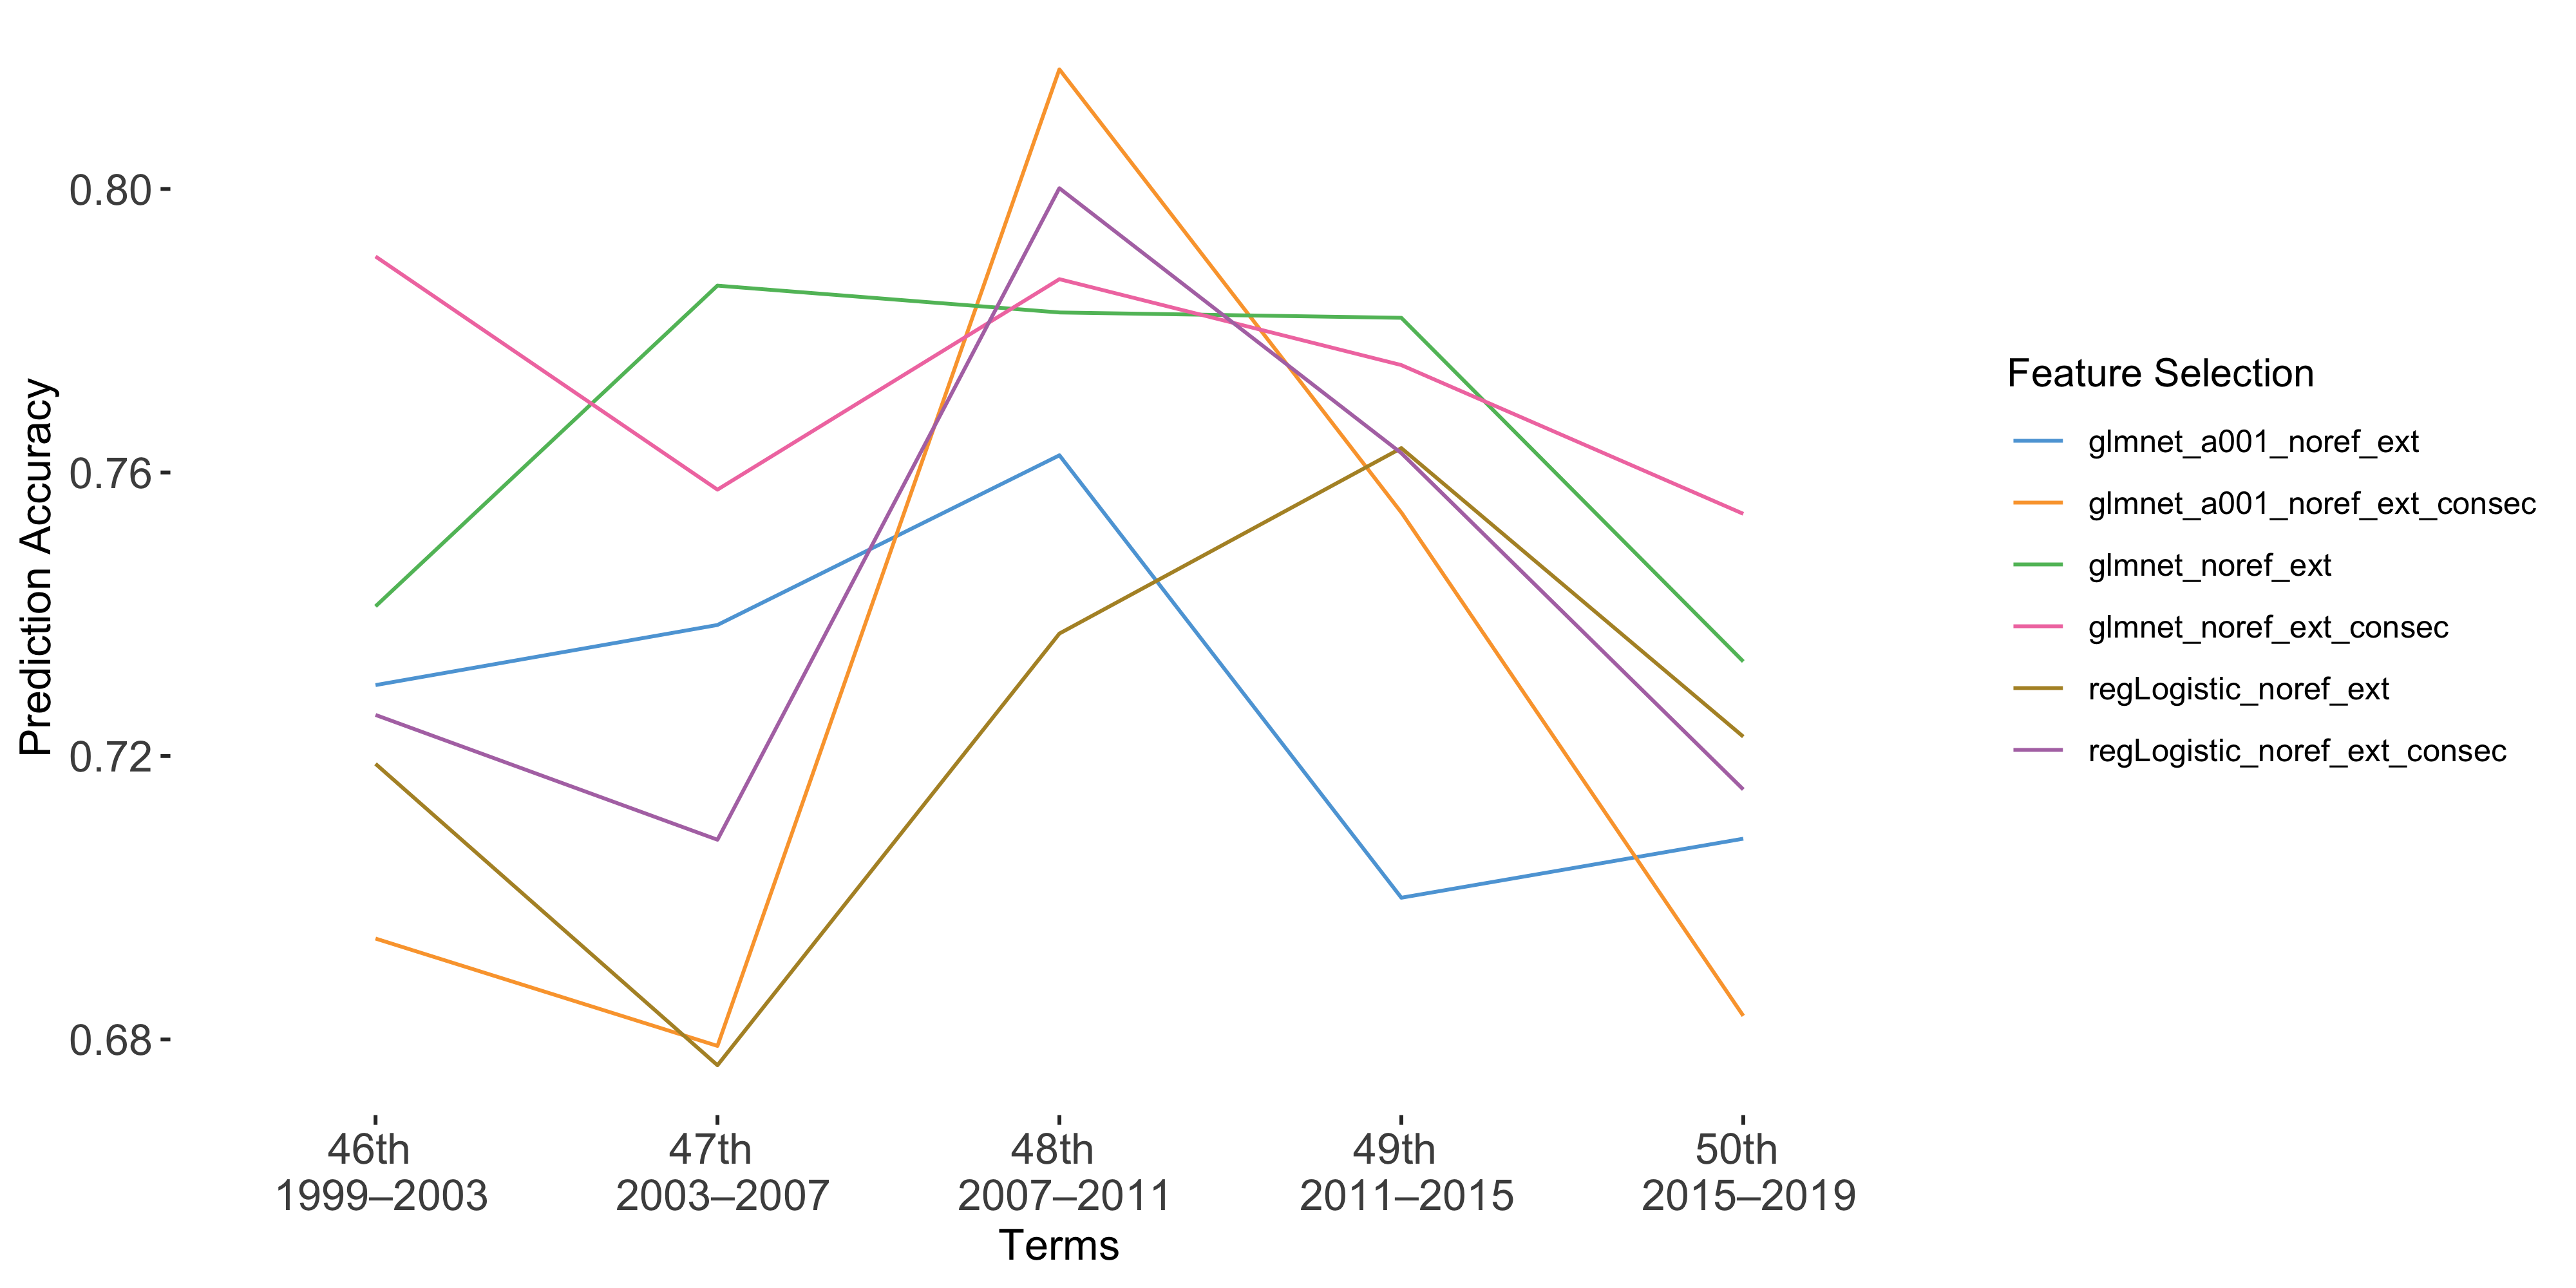 Prediction Accuracy
0.80
0.76
0.72
0.68
46th
1999–2003
47th
2003–2007
48th
2007–2011
49th
2011–2015
50th
2015–2019
Terms
Feature Selection
glmnet_a001_noref_ext
glmnet_a001_noref_ext_consec
glmnet_noref_ext
glmnet_noref_ext_consec
regLogistic_noref_ext
regLogistic_noref_ext_consec